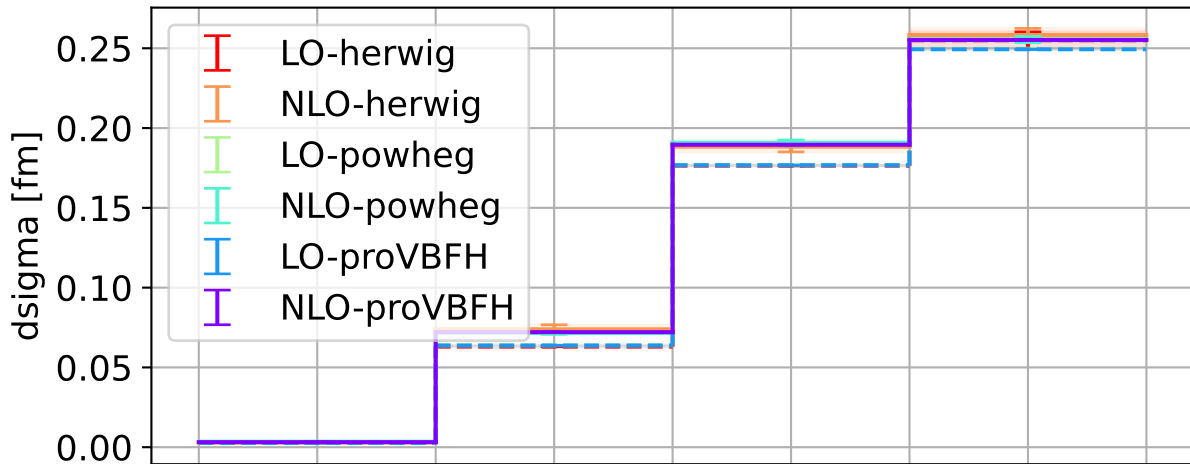 0.25
0.20
0.15
0.10
0.05
0.00
dsigma [fm]
LO-herwig
NLO-herwig
LO-powheg
NLO-powheg
LO-proVBFH
NLO-proVBFH